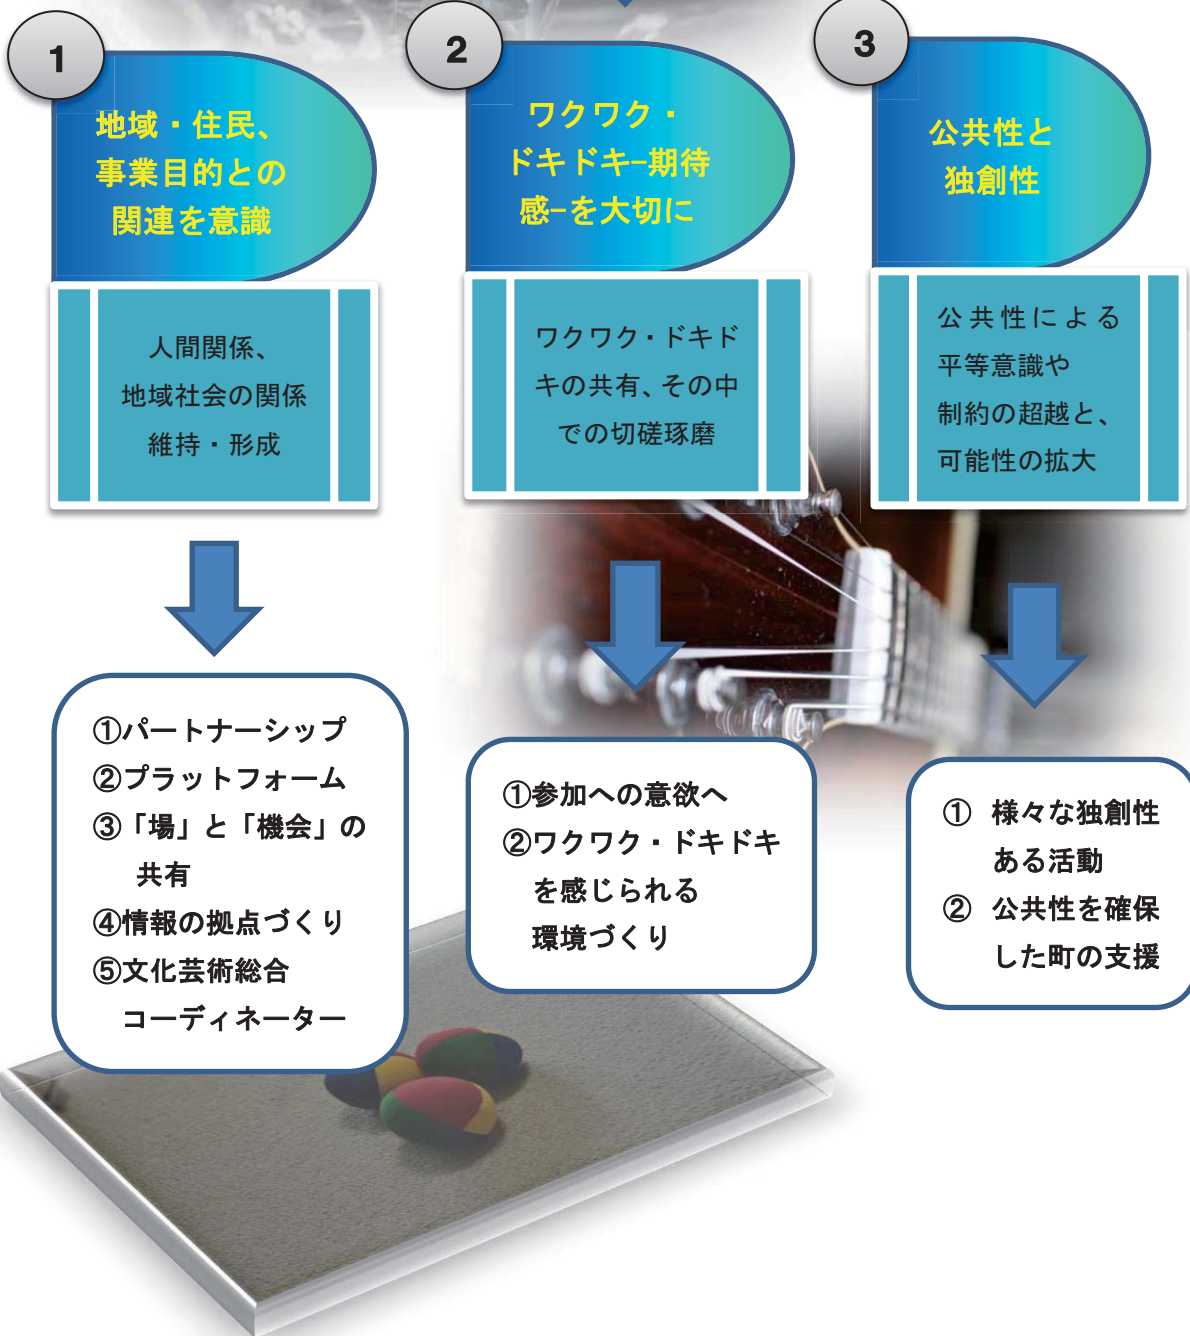 1
地域・住民、
事業目的との
関連を意識
人間関係、
地域社会の関係
維持・形成
①パートナーシップ
②プラットフォーム
③「場」と「機会」の
共有
④情報の拠点づくり
⑤文化芸術総合
コーディネーター
2
ワクワク・
ドキドキ−期待
感−を大切に
ワクワク・ドキド
キの共有、その中
での切磋琢磨
①参加への意欲へ
②ワクワク・ドキドキ
を感じられる
環境づくり
3
公共性と
独創性
公共性による
平等意識や
制約の超越と、
可能性の拡大
① 様々な独創性
ある活動
② 公共性を確保
した町の支援